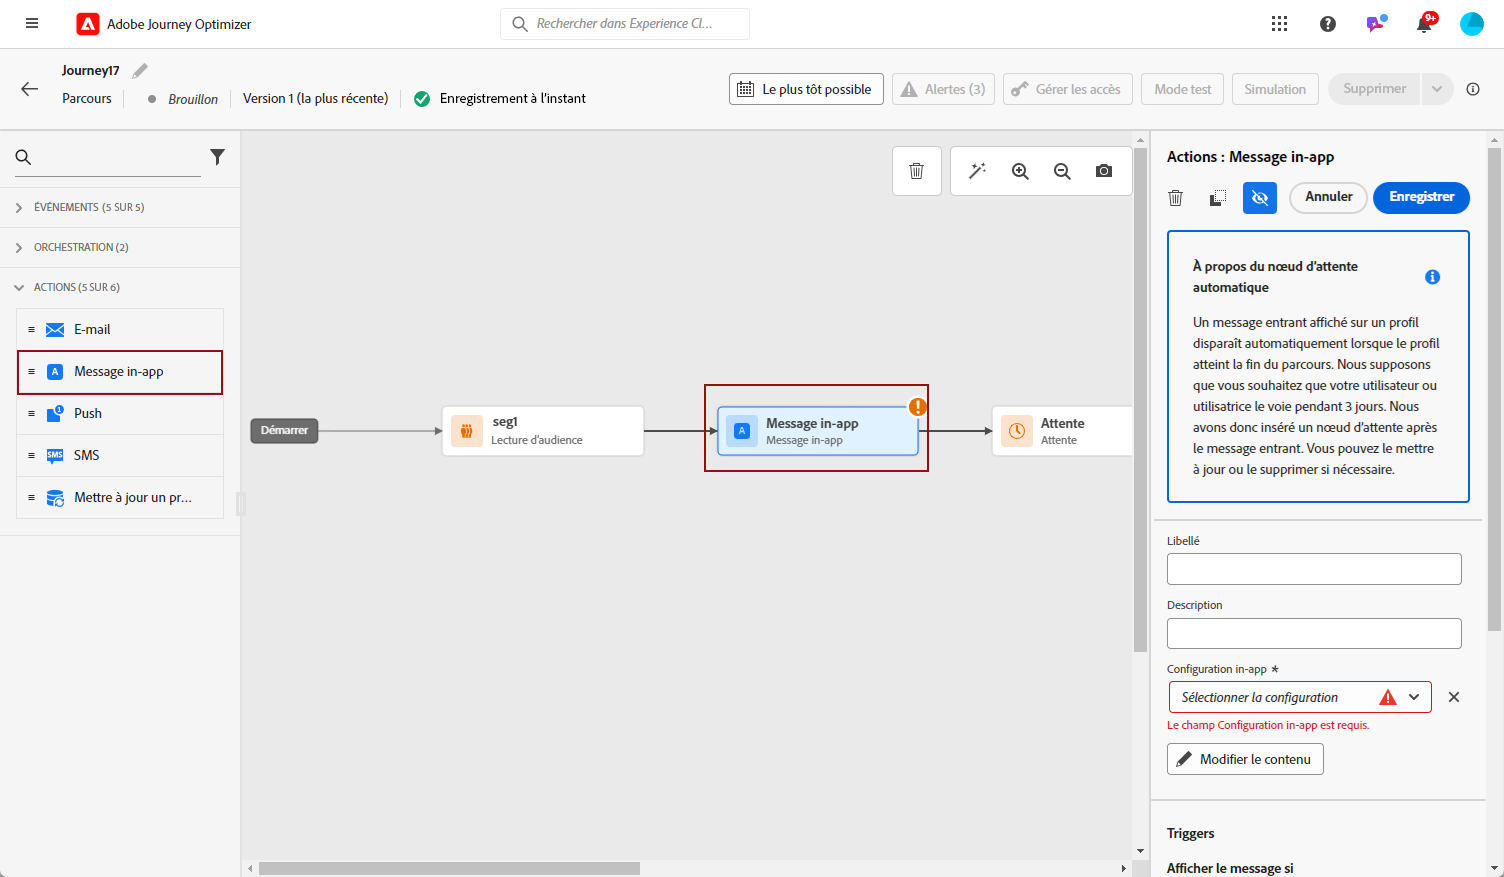 Adobe Journey Optimizer
Rechercher dans Experience Cl...
9+
Journey17
Parcours
Brouillon
Version 1 (la plus récente)
Enregistrement à l’instant
Le plus tôt possible
Alertes (3)
Gérer les accès
Mode test
Simulation
Supprimer
ÉVÉNEMENTS (5 SUR 5)
ORCHESTRATION (2)
ACTIONS (5 SUR 6)
E-mail
A
Message in-app
1
Push
SMS
SMS
Mettre à jour un pr...
Démarrer
seg1
Lecture d’audience
A
Message in-app
Message in-app
Attente
Attente
Actions : Message in-app
Annuler
Enregistrer
À propos du nœud d’attente
automatique
Un message entrant affiché sur un profil
disparaît automatiquement lorsque le profil
atteint la fin du parcours. Nous supposons
que vous souhaitez que votre utilisateur ou
utilisatrice le voie pendant 3 jours. Nous
avons donc inséré un nœud d’attente après
le message entrant. Vous pouvez le mettre
à jour ou le supprimer si nécessaire.
Libellé
Description
Configuration in-app *
Sélectionner la configuration
Le champ Configuration in-app est requis.
Modifier le contenu
Triggers
Afficher le message si